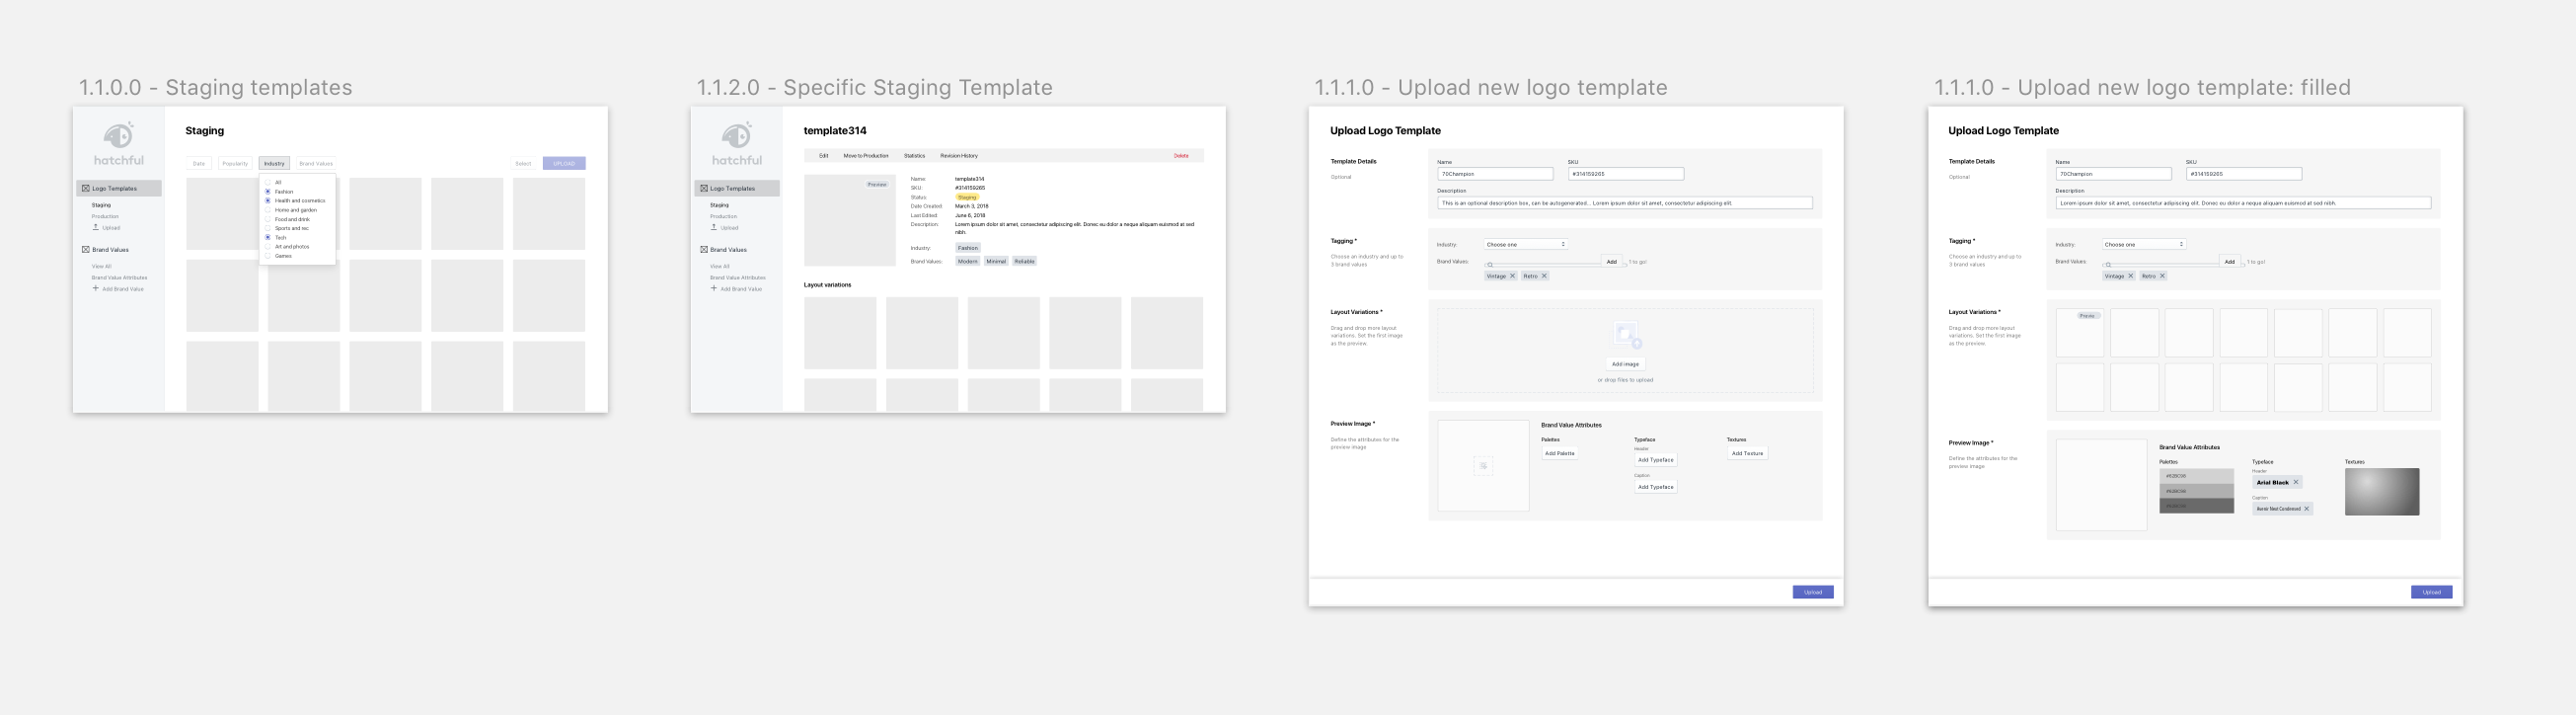 1.1.0.0 - Staging templates
hatchful
Logo Templates
Staging
Production
Upload
Brand Values
View All
Brand Value Attributes
Add Brand Value
Staging
Date
Popularity
Industry
Brand Values
Select
UPLOAD
All
Fashion
Health and cosmetics
Home and garden
Food and drink
Sports and rec
Tech
Art and photos
Games
1.1.2.0 - Specific Staging Template
hatchful
Logo Templates
Staging
Production
Upload
Brand Values
View All
Brand Value Attributes
Add Brand Value
template314
Edit
Move to Production
Statistics
Revision History
Delete
Preview
Name: template314
SKU: #314159265
Status: Staging
Date Created: March 3, 2018
Last Edited: June 6, 2018
Description: Lorem ipsum dolor sit amet, consectetur adipiscing elit. Donec eu dolor a neque aliquam euismod at sed
nibh.
Industry: Fashion
Brand Values: Modern Minimal Reliable
Layout variations
1.1.1.0 - Upload new logo template
Upload Logo Template
Template Details
Optional
Name
70Champion
SKU
#314159265
Description
This is an optional description box, can be autogenerated... Lorem ipsum dolor sit amet, consectetur adipiscing elit.
Tagging *
Choose an industry and up to
3 brand values
Industry: Choose one
Brand Values: Add 1 to go!
Vintage Retro
Layout Variations *
Drag and drop more layout
variations. Set the first image
as the preview.
Add image
or drop files to upload
Preview Image *
Define the attributes for the
preview image
Brand Value Attributes
Palettes
Add Palette
Typeface
Header
Add Typeface
Caption
Add Typeface
Textures
Add Texture
Upload
1.1.1.0 - Upload new logo template: filled
Upload Logo Template
Template Details
Optional
Name
70Champion
SKU
#314159265
Description
Lorem ipsum dolor sit amet, consectetur adipiscing elit. Donec eu dolor a neque aliquam euismod at sed nibh.
Tagging *
Choose an industry and up to
3 brand values
Industry: Choose one
Brand Values: Add 1 to go!
Vintage Retro
Layout Variations *
Drag and drop more layout
variations. Set the first image
as the preview.
Preview Image *
Define the attributes for the
preview image
Brand Value Attributes
Palettes
Typeface
Header
Arial Black
Caption
Textures
Upload